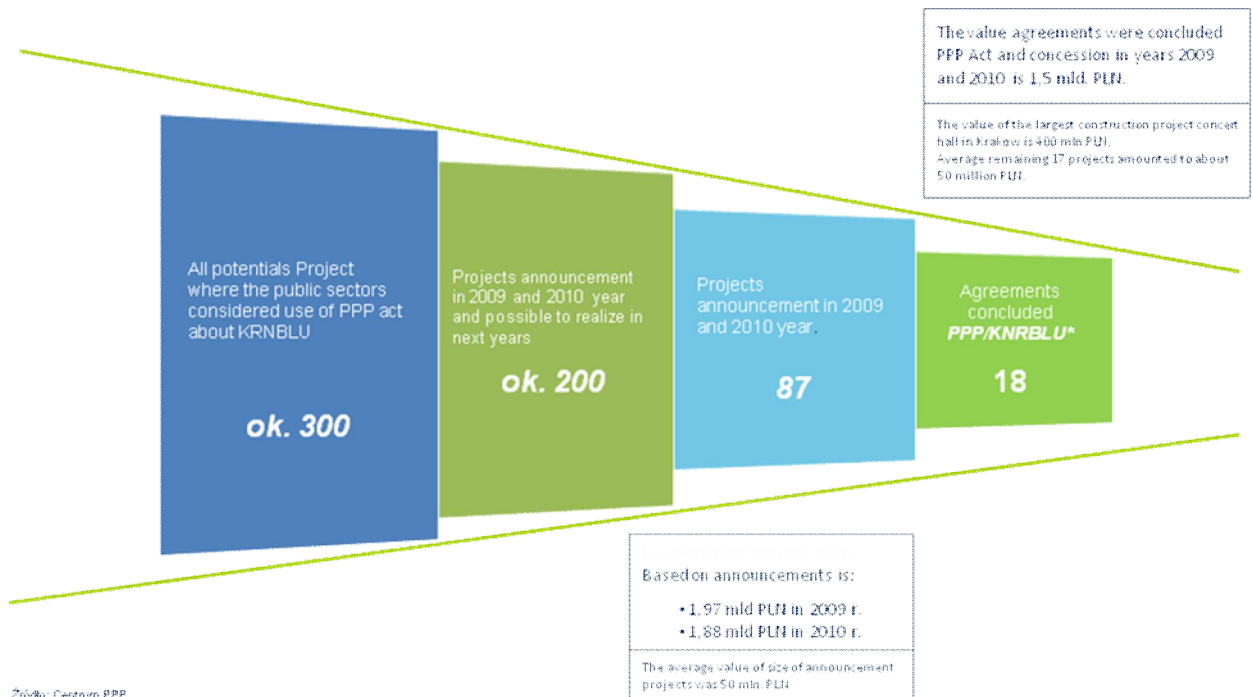 The value agreements were concluded
PPP Act and concession in years 2009
and 2010 is 1,5 mld. PLN.
The value of the largest construction project concert
hall in Krakow is 400 mln PLN.
Average remaining 17 projects amounted to about
50 million PLN.
All potentials Project
where the public sectors
considered use of PPP act
about KRNBLU
ok. 300
Projects announcement
in 2009 and 2010 year
and possible to realize in
next years
ok. 200
Projects
announcement in 2009
and 2010 year.
87
Agreements
concluded
PPP/KNRBLU*
18
Based on announcements is:
• 1,97 mld PLN in 2009 r.
• 1,88 mld PLN in 2010 r.
The average value of size of announcement
projects was 50 mln. PLN
Źródło: Centrum PPP